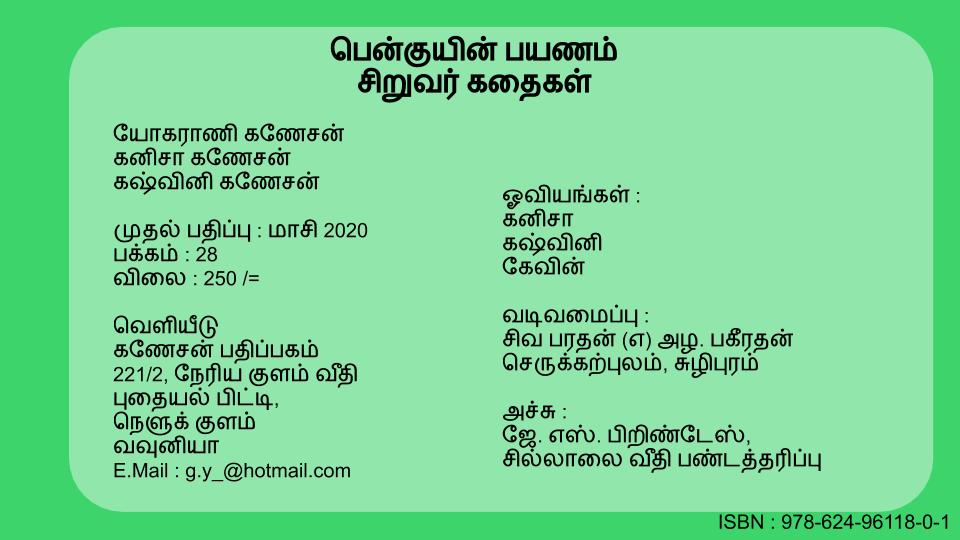 பென்குயின் பயணம்
சிறுவர் கதைகள்
யோகராணி கணேசன்
கனிசா கணேசன்
கஷ்வினி கணேசன்
முதல் பதிப்பு : மாசி 2020
பக்கம் : 28
விலை : 250 /=
வெளியீடு
கணேசன் பதிப்பகம்
221/2, நேரிய குளம் வீதி
புதையல் பிட்டி,
நெளுக் குளம்
வவுனியா
E.Mail : g.y_@hotmail.com
ஓவியங்கள் :
கனிசா
கஷ்வினி
கேவின்
வடிவமைப்பு :
சிவ பரதன் (எ) அழ. பகீரதன்
செருக்கற்புலம், சுழிபுரம்
அச்சு :
ஜே. எஸ். பிறிண்டேஸ்,
சில்லாலை வீதி பண்டத்தரிப்பு
ISBN : 978-624-96118-0-1